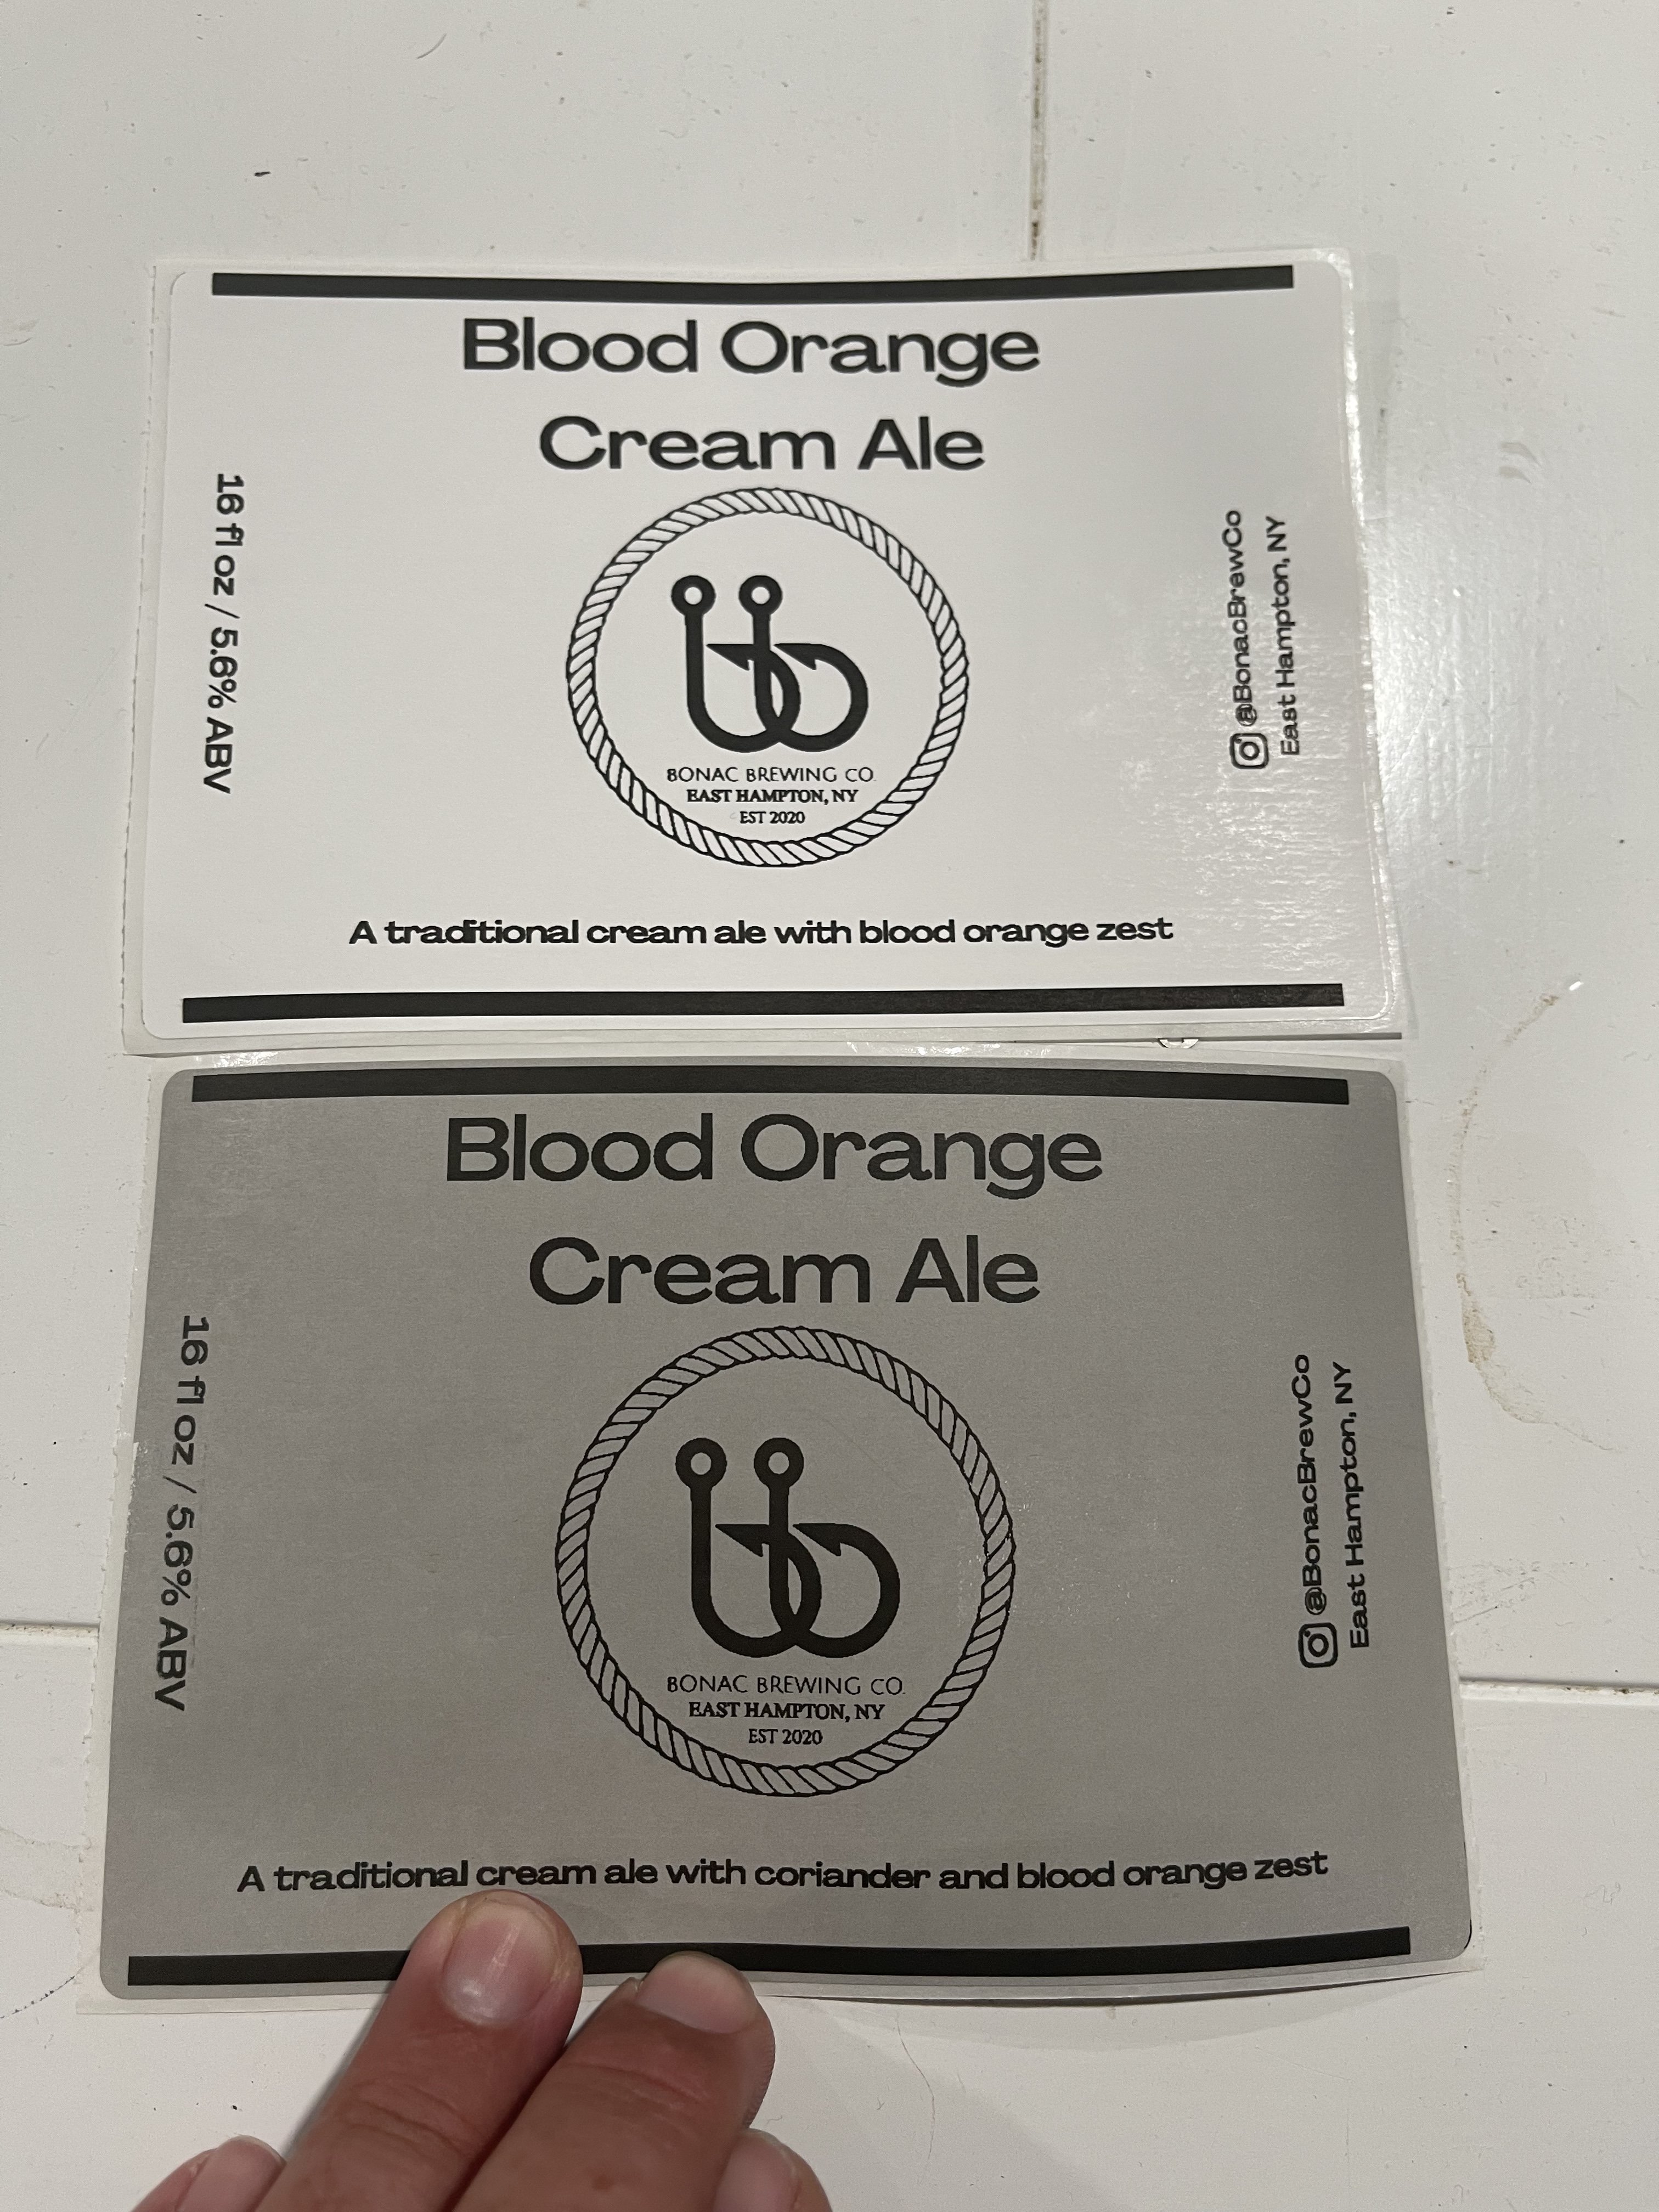 Blood Orange
Cream Ale
16 fl oz / 5.6% ABV
BONAC BREWING CO.
EAST HAMPTON, NY
EST 2020
@BonacBrewCo
East Hampton, NY
A traditional cream ale with blood orange zest
Blood Orange
Cream Ale
16 fl oz / 5.6% ABV
BONAC BREWING CO.
EAST HAMPTON, NY
EST 2020
@BonacBrewCo
East Hampton, NY
A traditional cream ale with coriander and blood orange zest